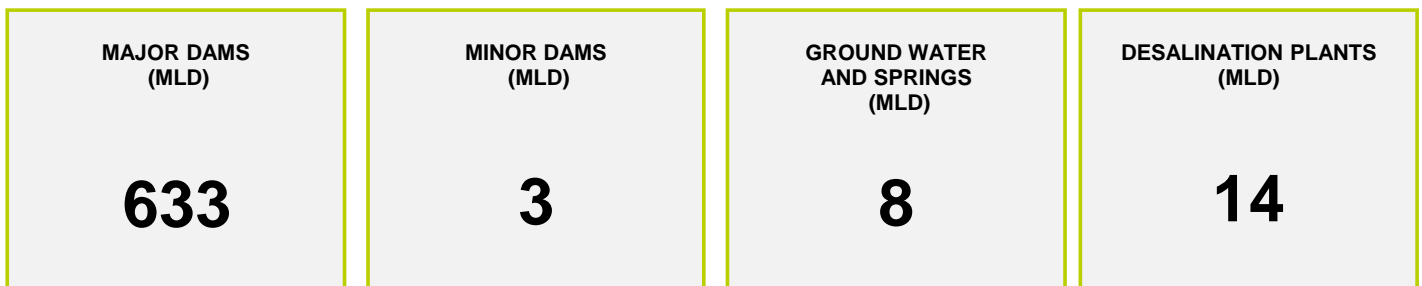 MAJOR DAMS
(MLD)
633
MINOR DAMS
(MLD)
3
GROUND WATER
AND SPRINGS
(MLD)
8
DESALINATION PLANTS
(MLD)
14